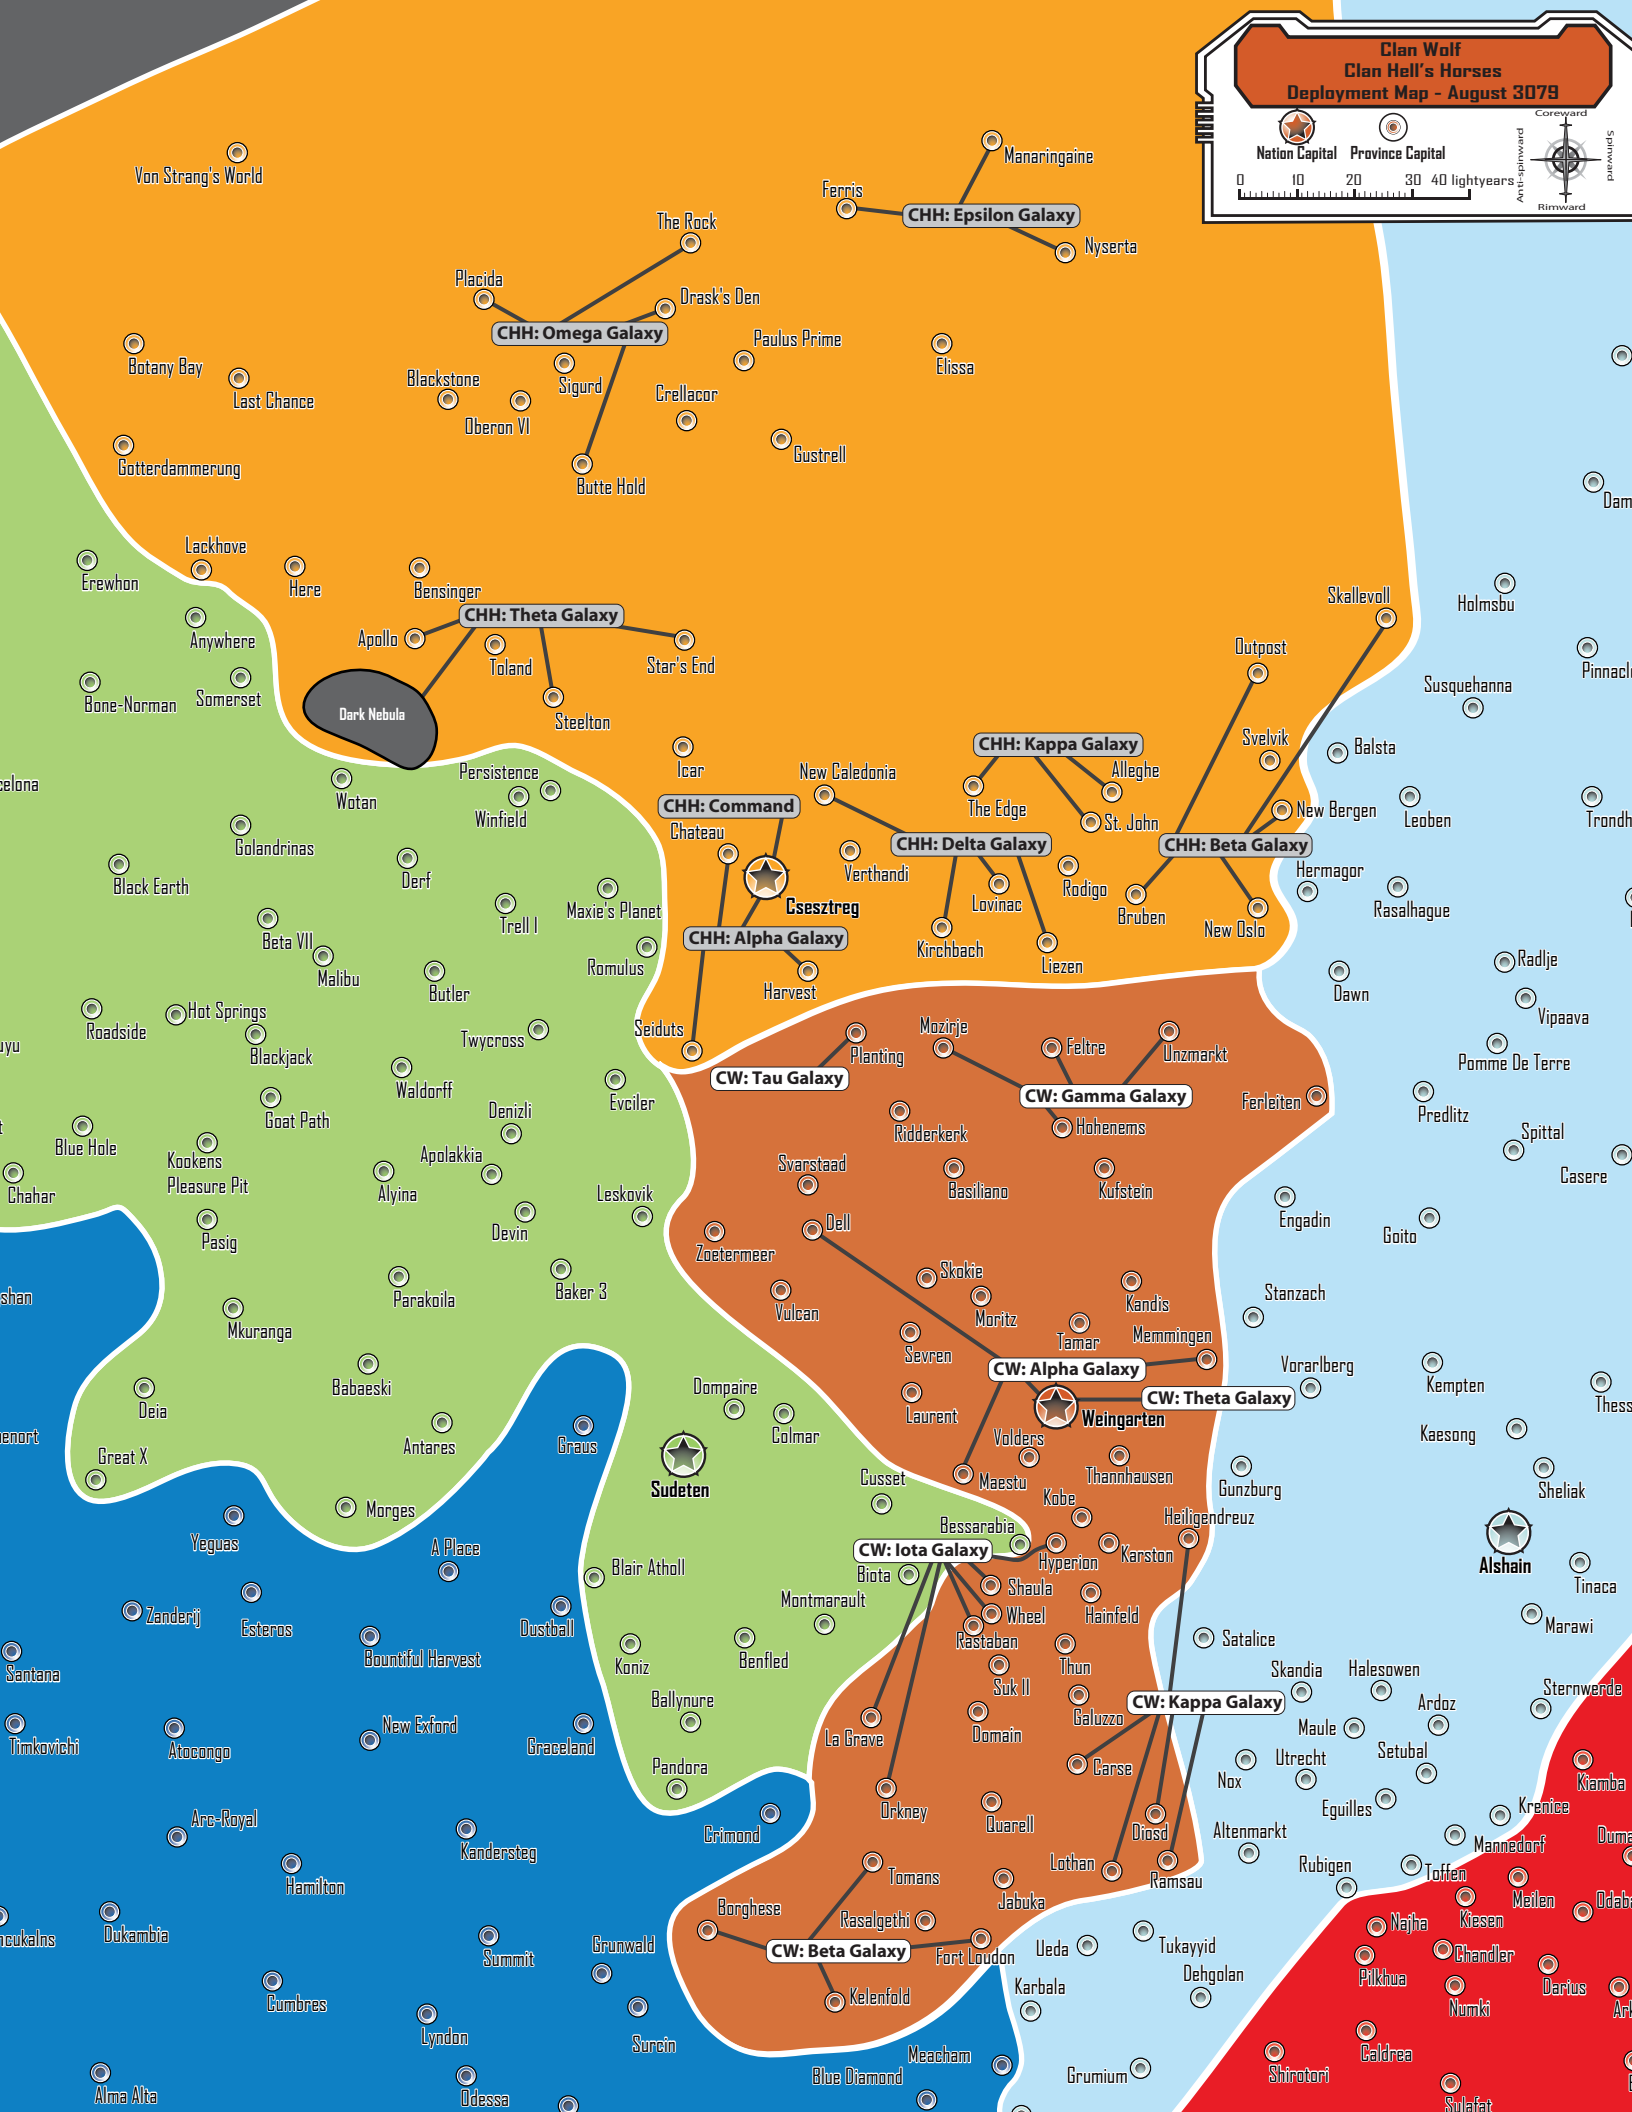 Clan Wolf
Clan Hell's Horses
Deployment Map - August 3079
Coreward
Anti-spinward
Spinward
Rimward
Nation Capital
Province Capital
0 10 20 30 40 lightyears
Von Strang's World
Manaringaine
Ferris
CHH: Epsilon Galaxy
Nyserta
The Rock
Placida
Drask's Den
CHH: Omega Galaxy
Paulus Prime
Elissa
Botany Bay
Last Chance
Blackstone
Sigurd
Crellacor
Oberon VI
Gustrell
Gotterdammerung
Butte Hold
Lackhove
Erewhon
Here
Bensinger
Anywhere
Apollo
CHH: Theta Galaxy
Toland
Star's End
Steelton
Bone-Norman
Somerset
Dark Nebula
Skallevoll
Holmsbu
Outpost
Susquehanna
Svelvik
Balsta
Icar
CHH: Kappa Galaxy
Alleghe
The Edge
St. John
New Caledonia
New Bergen
Leoben
CHH: Command
Chateau
CHH: Delta Galaxy
CHH: Beta Galaxy
Verthandi
Lovinac
Rodigo
Bruben
Hermagor
Rasalhague
Csesztreg
New Oslo
CHH: Alpha Galaxy
Kirchbach
Liezen
Harvest
Seiduts
Dawn
Radlje
Vipaava
Pomme De Terre
Predlitz
Spittal
Casere
Wotan
Persistence
Winfield
Golandrinas
Black Earth
Derf
Trell I
Maxie's Planet
Beta VII
Malibu
Butler
Romulus
Roadside
Hot Springs
Blackjack
Twycross
Waldorff
Evciler
Goat Path
Denizli
Blue Hole
Kookens
Pleasure Pit
Apolakkia
Alyina
Chahar
Leskovik
Devin
Pasig
Parakoila
Baker 3
Mkuranga
Babaeski
Deia
Antares
Great X
Morges
Planting
Mozirje
Feltre
Unzmarkt
CW: Tau Galaxy
CW: Gamma Galaxy
Ferleiten
Ridderkerk
Hohenems
Svarstaad
Basiliano
Kufstein
Dell
Zoetermeer
Engadin
Goito
Skokie
Vulcan
Moritz
Kandis
Stanzach
Tamar
Memmingen
Sevren
CW: Alpha Galaxy
Vorarlberg
Kempten
CW: Theta Galaxy
Laurent
Weingarten
Kaesong
Volders
Maestu
Thannhausen
Gunzburg
Sheliak
Dompaire
Colmar
Graus
Sudeten
Cusset
Kobe
Heiligendreuz
Bessarabia
CW: Iota Galaxy
Hyperion
Karston
Alshain
Tinaca
Biota
Shaula
Blair Atholl
Montmarault
Wheel
Hainfeld
Marawi
Rastaban
Satalice
Koniz
Benfled
Thun
Suk II
Skandia
Halesowen
Sternwerde
Ballynure
CW: Kappa Galaxy
Galuzzo
Ardoz
La Grave
Domain
Maule
Carse
Utrecht
Setubal
Nox
Pandora
Kiamba
Orkney
Quarell
Diosd
Eguilles
Krenice
Crimond
Altenmarkt
Mannedorf
Lothan
Ramsau
Rubigen
Toffen
Tomans
Jabuka
Meilen
Borghese
Rasalgethi
Najha
Kiesen
CW: Beta Galaxy
Fort Loudon
Ueda
Tukayyid
Chandler
Pilkhua
Dehgolan
Karbala
Numki
Darius
Kelenfold
Caldrea
Shirotori
Grumium
Sulafat
Meacham
Blue Diamond
Yeguas
A Place
Zanderij
Esteros
Dustball
Santana
Bountiful Harvest
Timkovichi
Atocongo
New Exford
Graceland
Arc-Royal
Kandersteg
Hamilton
Dukambia
Summit
Grunwald
Cumbres
Lyndon
Surcin
Alma Alta
Odessa